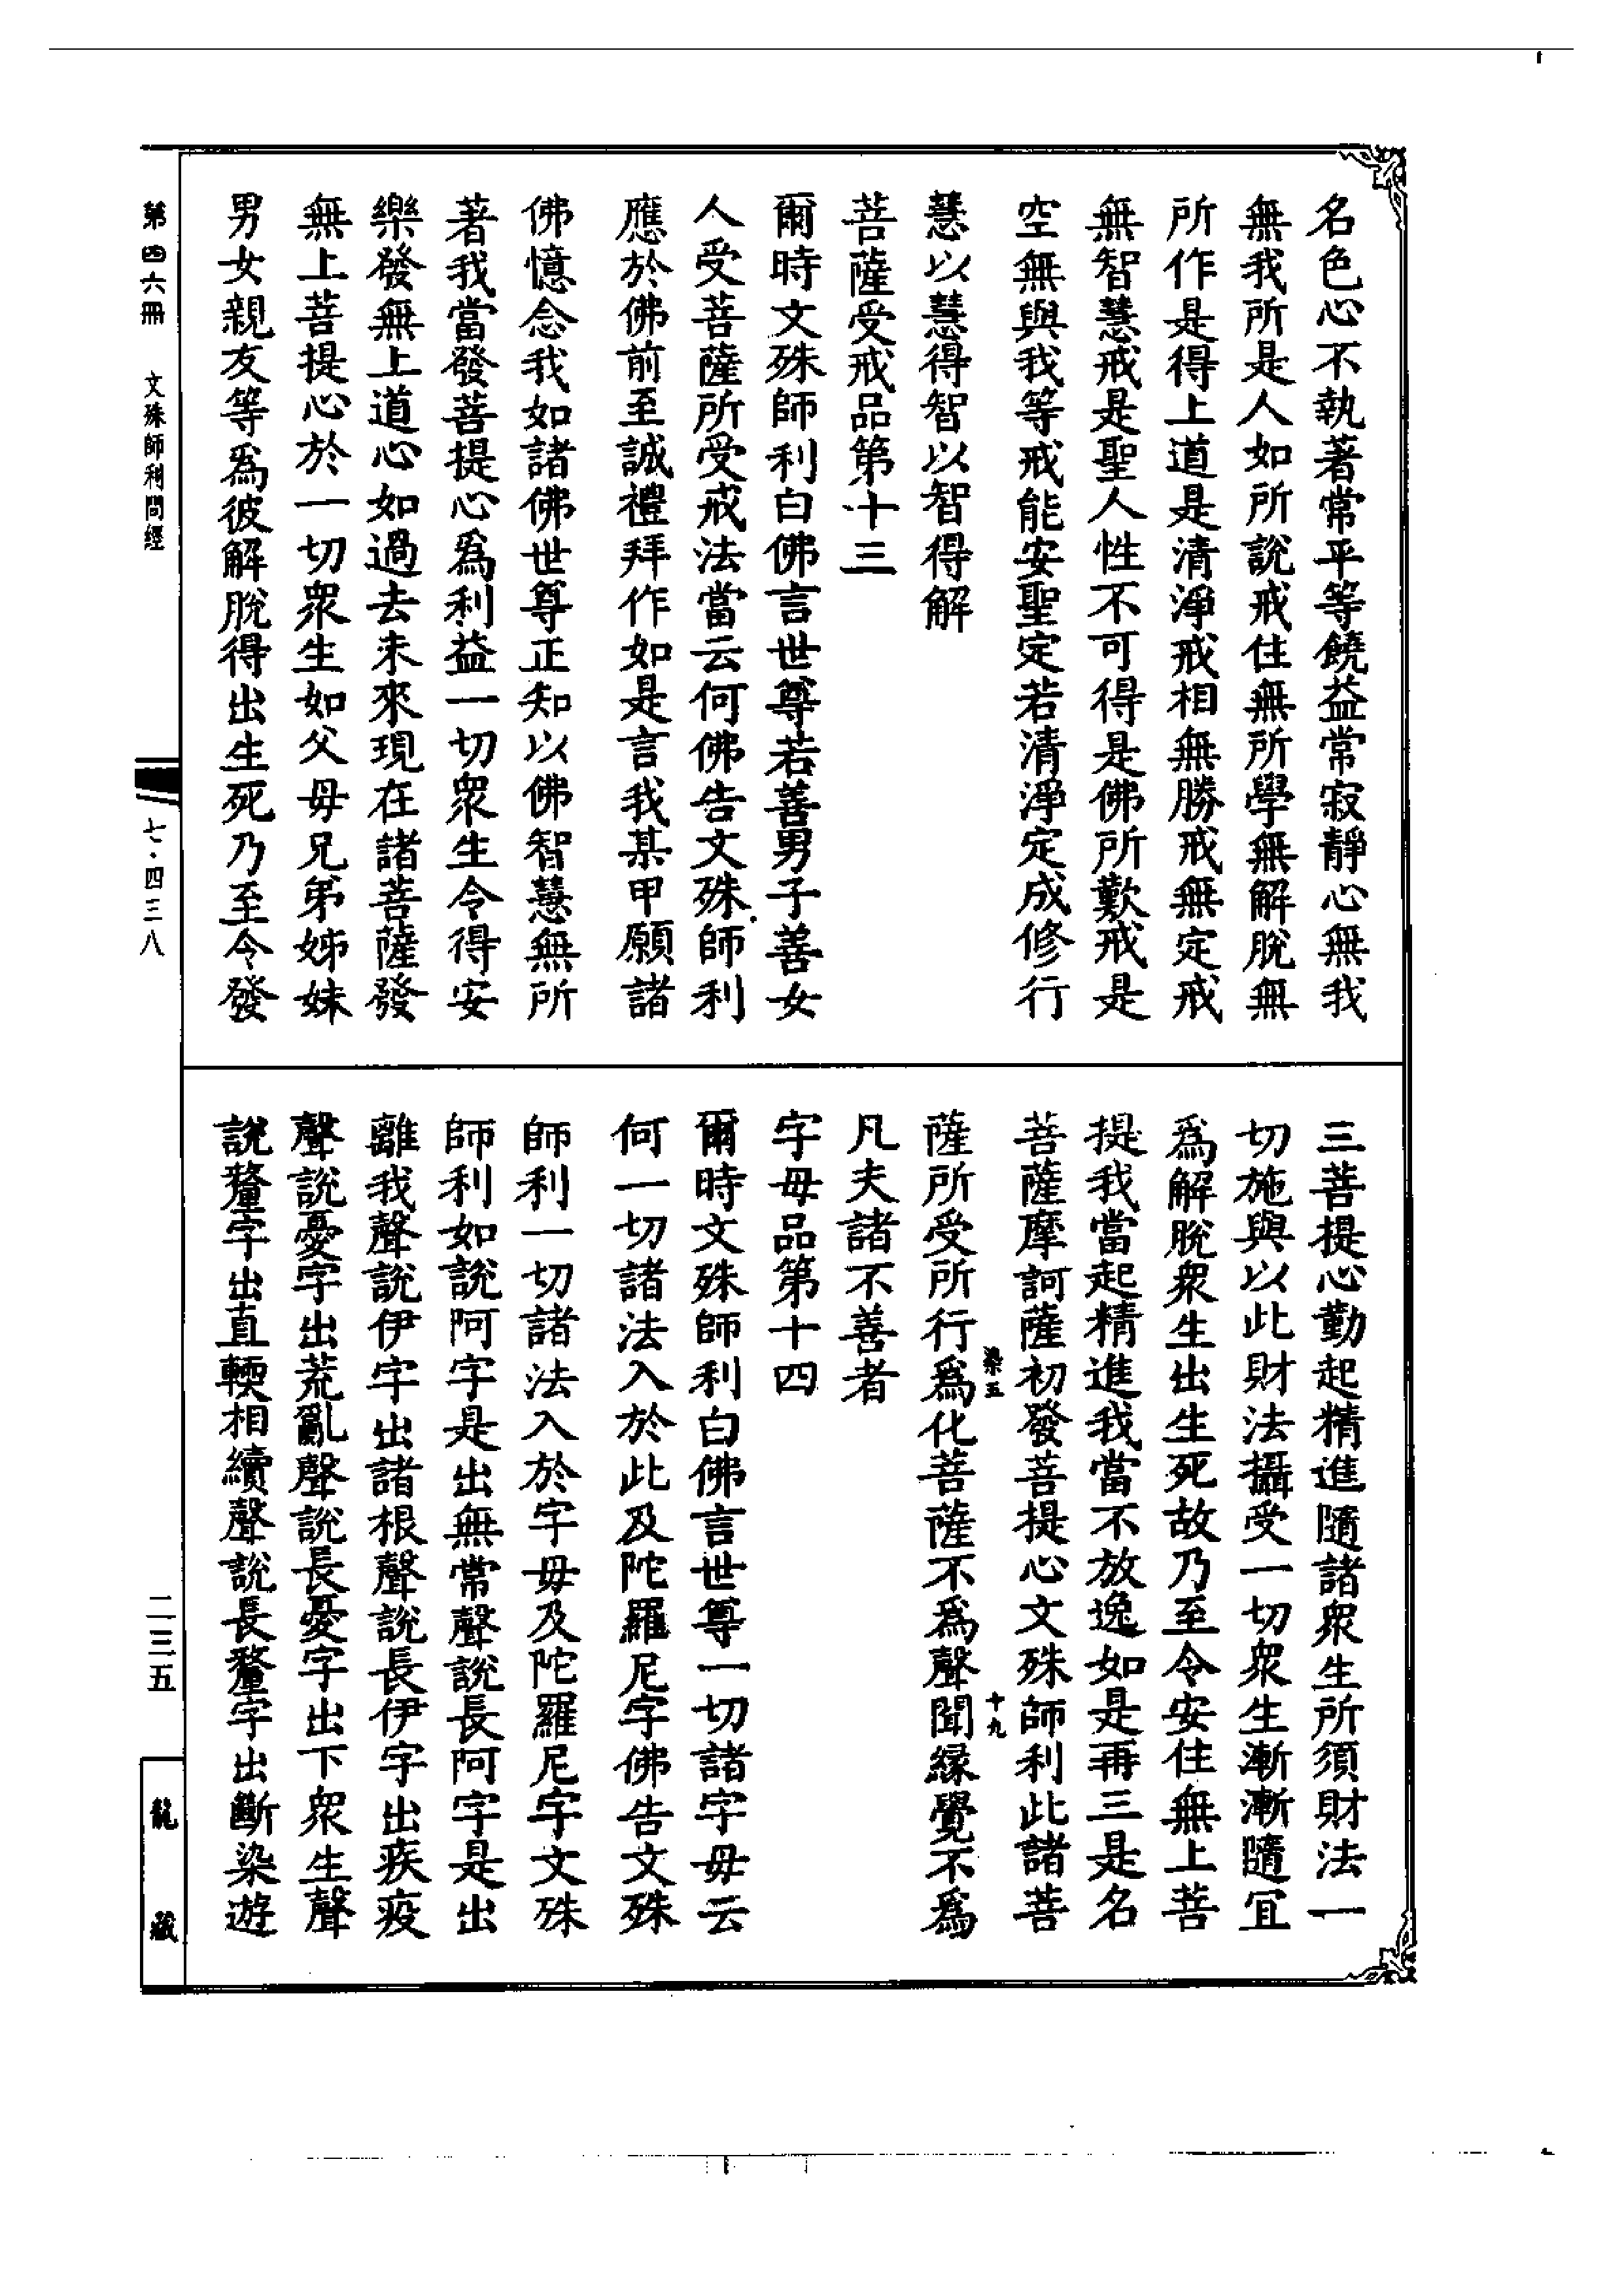 名色心不執著常平等饒益常寂靜心無我
無我所是人如所說戒住無所學無解脫無
所作是得上道是清淨戒相無勝戒無定戒
無智慧戒是聖人性不可得是佛所歎戒是
空無與我等戒能安聖定若清淨定成修行
慧以慧得智以智得解
菩薩受戒品第十三
爾時文殊師利白佛言世尊若善男子善女
人受菩薩所受戒法當云何佛告文殊師利
應於佛前至誠禮拜作如是言我某甲願諸
佛憶念我如諸佛世尊正知以佛智慧無所
著我當發菩提心爲利益一切衆生令得安
樂發無上道心如過去未來現在諸菩薩發
無上菩提心於一切衆生如父母兄弟姊妹
男女親友等爲彼解脫得出生死乃至令發
三菩提心勤起精進隨諸衆生所須財法一
切施與以此財法攝受一切衆生漸漸隨宜
爲解脫衆生出生死故乃至令安住無上菩
提我當起精進我當不放逸如是再三是名
菩薩摩訶薩初發菩提心文殊師利此諸菩
染五 十九
薩所受所行爲化菩薩不爲聲聞緣覺不爲
凡夫諸不善者
字母品第十四
爾時文殊師利白佛言世尊一切諸字母云
何一切諸法入於此及陀羅尼字佛告文殊
師利一切諸法入於字母及陀羅尼字文殊
師利如說阿字是出無常聲說長阿字是出
離我聲說伊字出諸根聲說長伊字出疾疫
聲說憂字出荒亂聲說長憂字出下衆生聲
說釐字出直輭相續聲說長釐字出斷染遊
第四六冊 文殊師利問經
七·四三八
二三五
龍藏